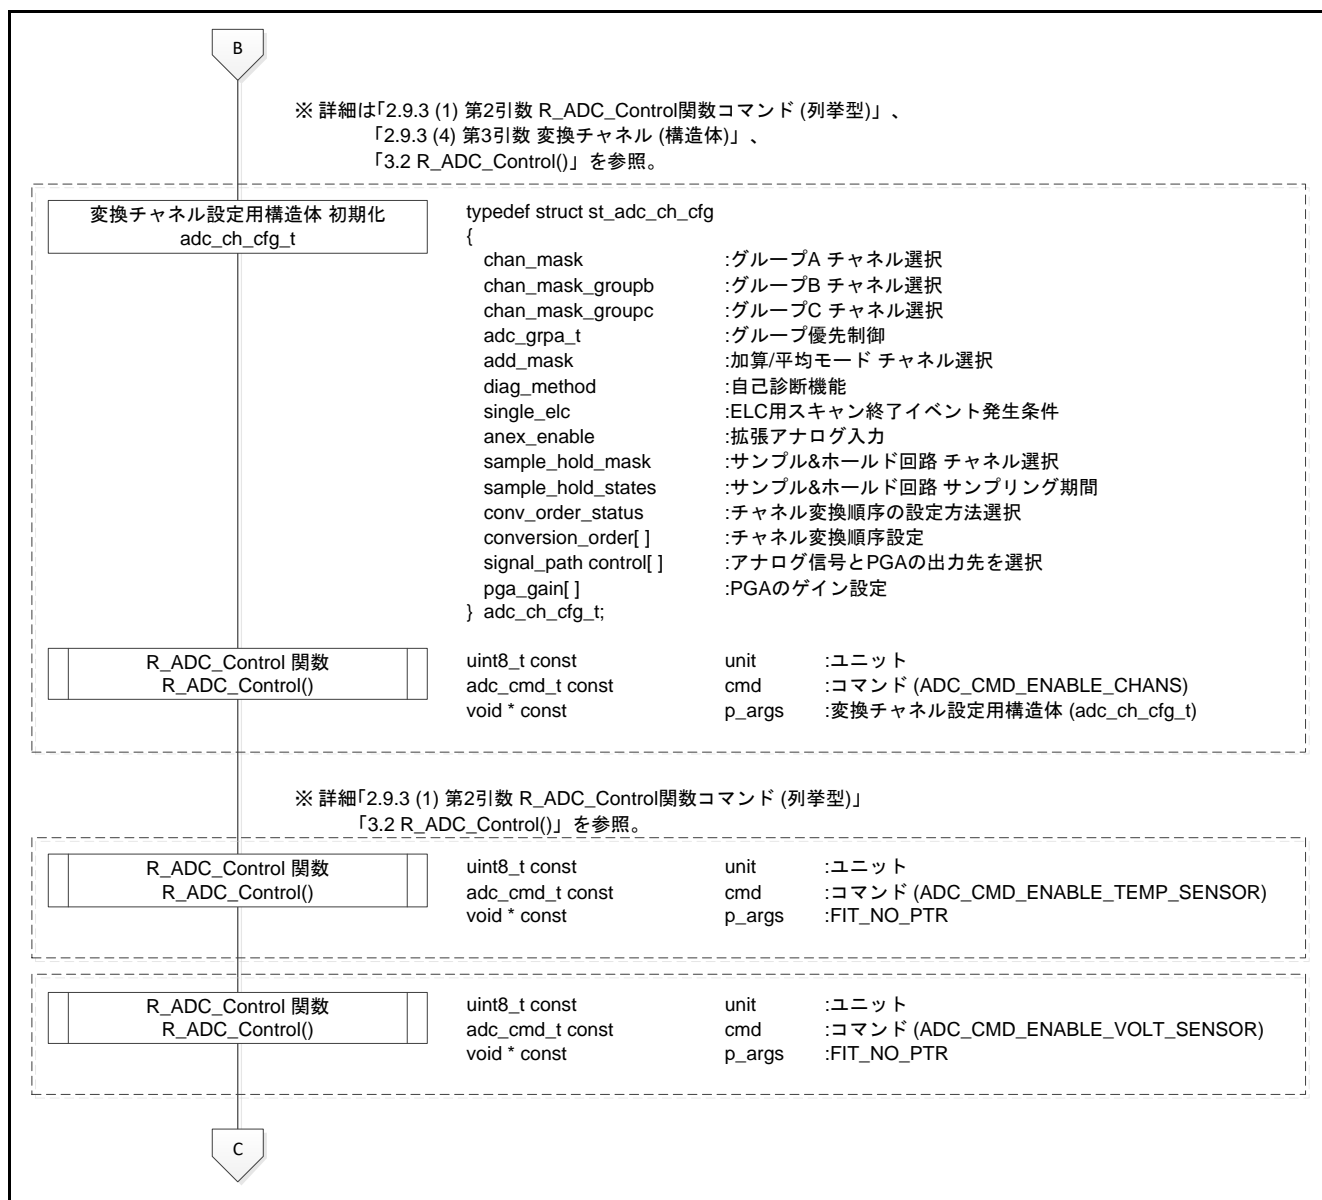 B
※ 詳細は「2.9.3 (1) 第2引数 R_ADC_Control関数コマンド (列挙型)」、
「2.9.3 (4) 第3引数 変換チャネル (構造体)」、
「3.2 R_ADC_Control()」を参照。
変換チャネル設定用構造体 初期化
adc_ch_cfg_t
typedef struct st_adc_ch_cfg
{
chan_mask :グループA チャネル選択
chan_mask_groupb :グループB チャネル選択
chan_mask_groupc :グループC チャネル選択
adc_grpa_t :グループ優先制御
add_mask :加算/平均モード チャネル選択
diag_method :自己診断機能
single_elc :ELC用スキャン終了イベント発生条件
anex_enable :拡張アナログ入力
sample_hold_mask :サンプル&ホールド回路 チャネル選択
sample_hold_states :サンプル&ホールド回路 サンプリング期間
conv_order_status :チャネル変換順序の設定方法選択
conversion_order[ ] :チャネル変換順序設定
signal_path control[ ] :アナログ信号とPGAの出力先を選択
pga_gain[ ] :PGAのゲイン設定
} adc_ch_cfg_t;
R_ADC_Control 関数
R_ADC_Control()
uint8_t const unit :ユニット
adc_cmd_t const cmd :コマンド (ADC_CMD_ENABLE_CHANS)
void * const p_args :変換チャネル設定用構造体 (adc_ch_cfg_t)
※ 詳細「2.9.3 (1) 第2引数 R_ADC_Control関数コマンド (列挙型)」
「3.2 R_ADC_Control()」を参照。
R_ADC_Control 関数
R_ADC_Control()
uint8_t const unit :ユニット
adc_cmd_t const cmd :コマンド (ADC_CMD_ENABLE_TEMP_SENSOR)
void * const p_args :FIT_NO_PTR
R_ADC_Control 関数
R_ADC_Control()
uint8_t const unit :ユニット
adc_cmd_t const cmd :コマンド (ADC_CMD_ENABLE_VOLT_SENSOR)
void * const p_args :FIT_NO_PTR
C